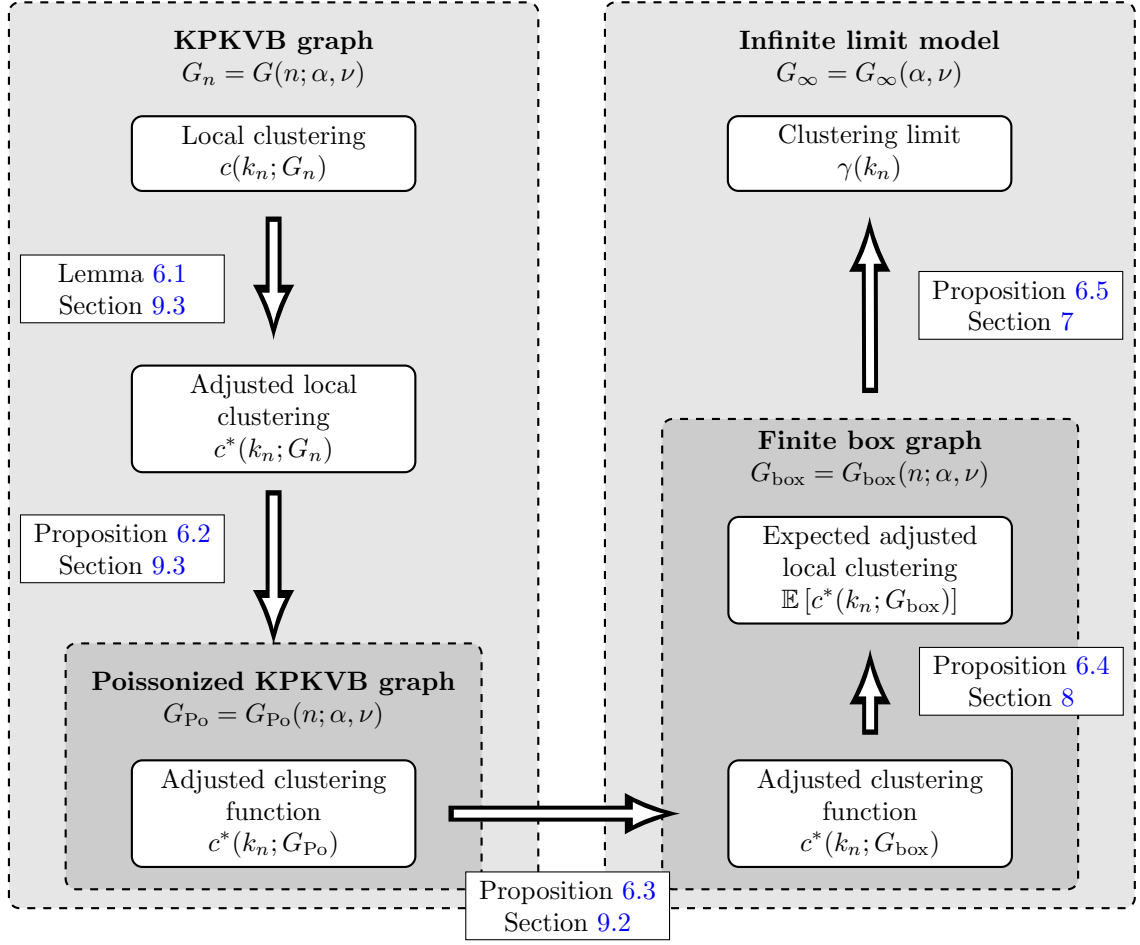 KPKVB graph
G_n = G(n; α, ν)
Local clustering
c(k_n; G_n)
Lemma 6.1
Section 9.3
Adjusted local
clustering
c*(k_n; G_n)
Proposition 6.2
Section 9.3
Poissonized KPKVB graph
G_Po = G_Po(n; α, ν)
Adjusted clustering
function
c*(k_n; G_Po)
Proposition 6.3
Section 9.2
Infinite limit model
G_∞ = G_∞(α, ν)
Clustering limit
γ(k_n)
Proposition 6.5
Section 7
Finite box graph
G_box = G_box(n; α, ν)
Expected adjusted
local clustering
𝔼 [c*(k_n; G_box)]
Proposition 6.4
Section 8
Adjusted clustering
function
c*(k_n; G_box)